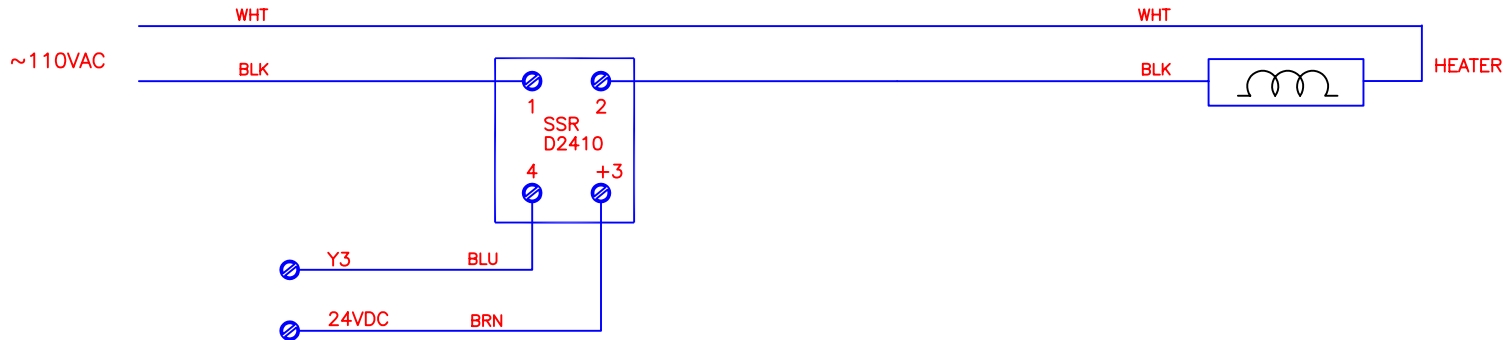 WHT
WHT
~110VAC
BLK
BLK
HEATER
1
2
SSR
D2410
4
+3
Y3
BLU
24VDC
BRN